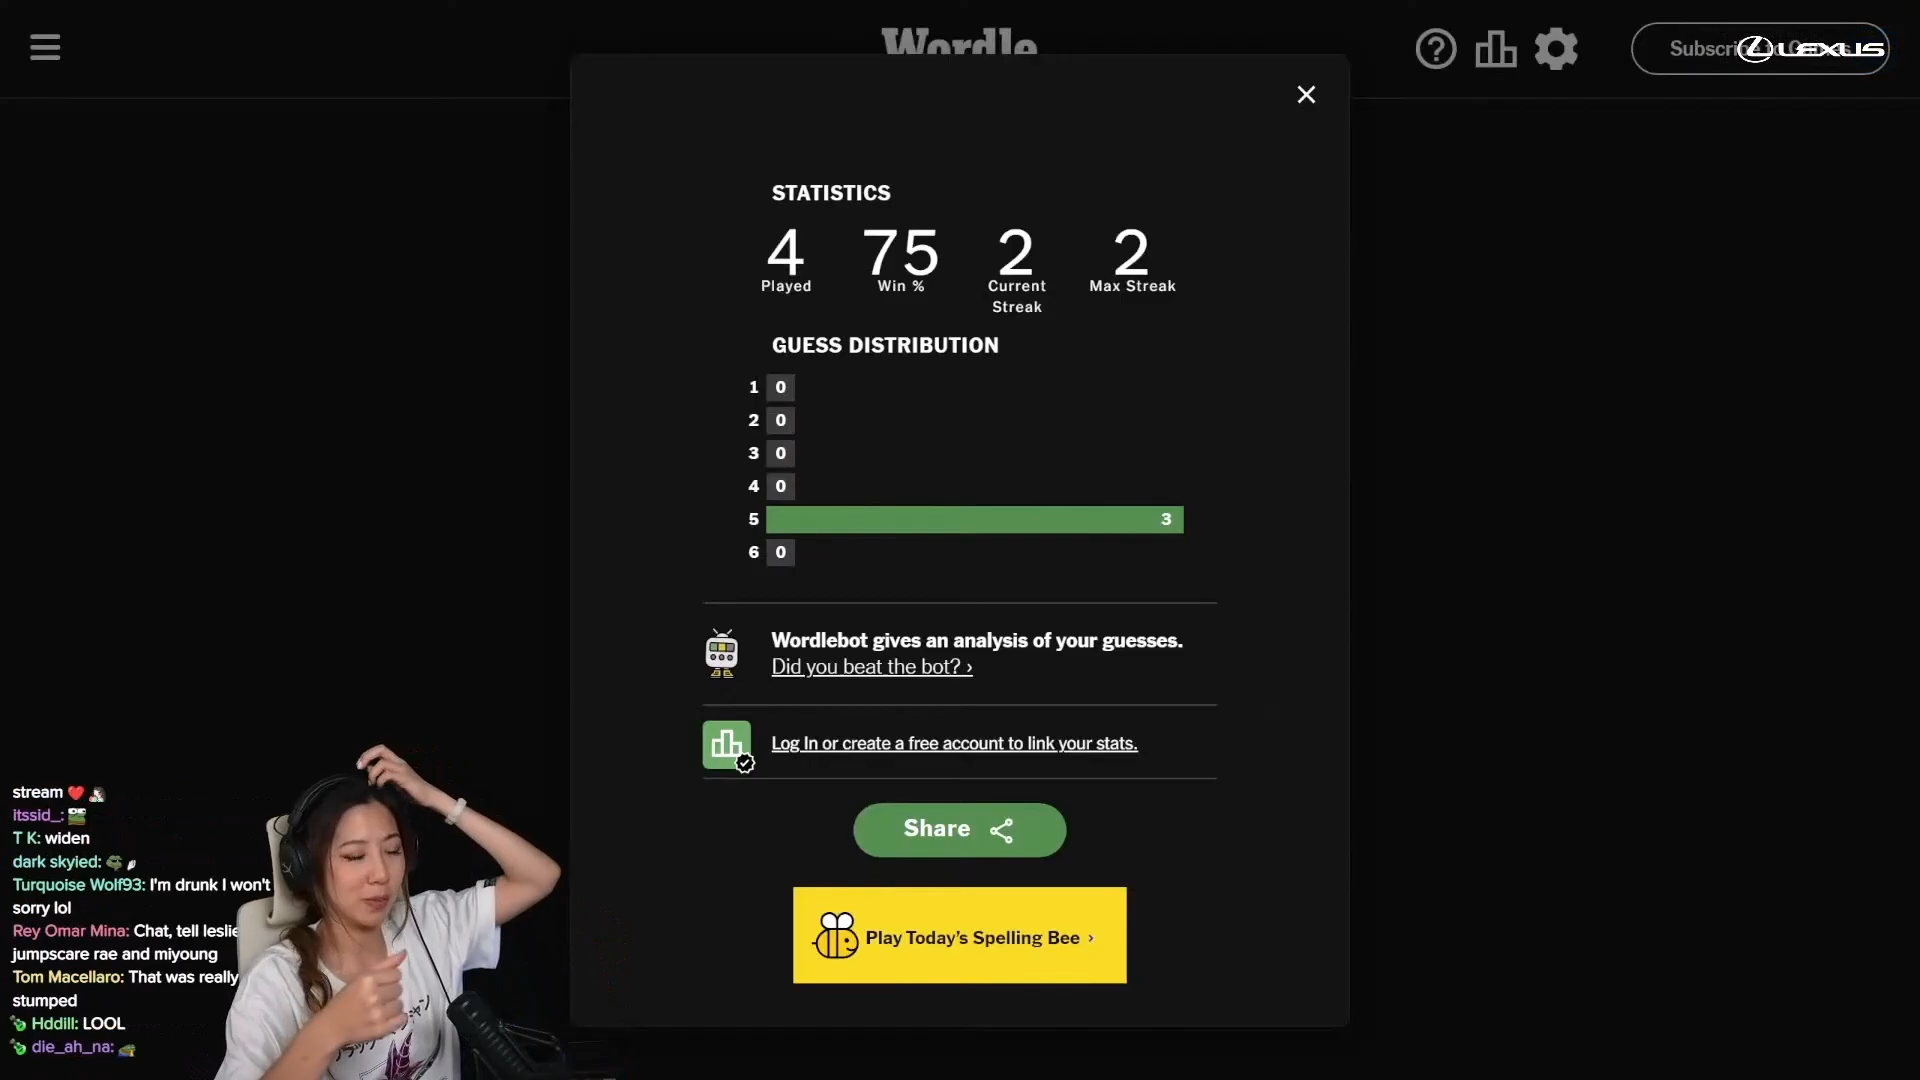 Wordle
Subscri
LEXUS
STATISTICS
4 75 2 2
Played Win % Current Streak Max Streak
GUESS DISTRIBUTION
1 0
2 0
3 0
4 0
5 3
6 0
Wordlebot gives an analysis of your guesses.
Did you beat the bot? ›
Log In or create a free account to link your stats.
Share
Play Today's Spelling Bee ›
stream
Itssid_:
T K: widen
dark skyied:
Turquoise Wolf93: I'm drunk I won't
sorry lol
Rey Omar Mina: Chat, tell leslie
jumpscare rae and miyoung
Tom Macellaro: That was really
stumped
Hddill: LOOL
die_ah_na: